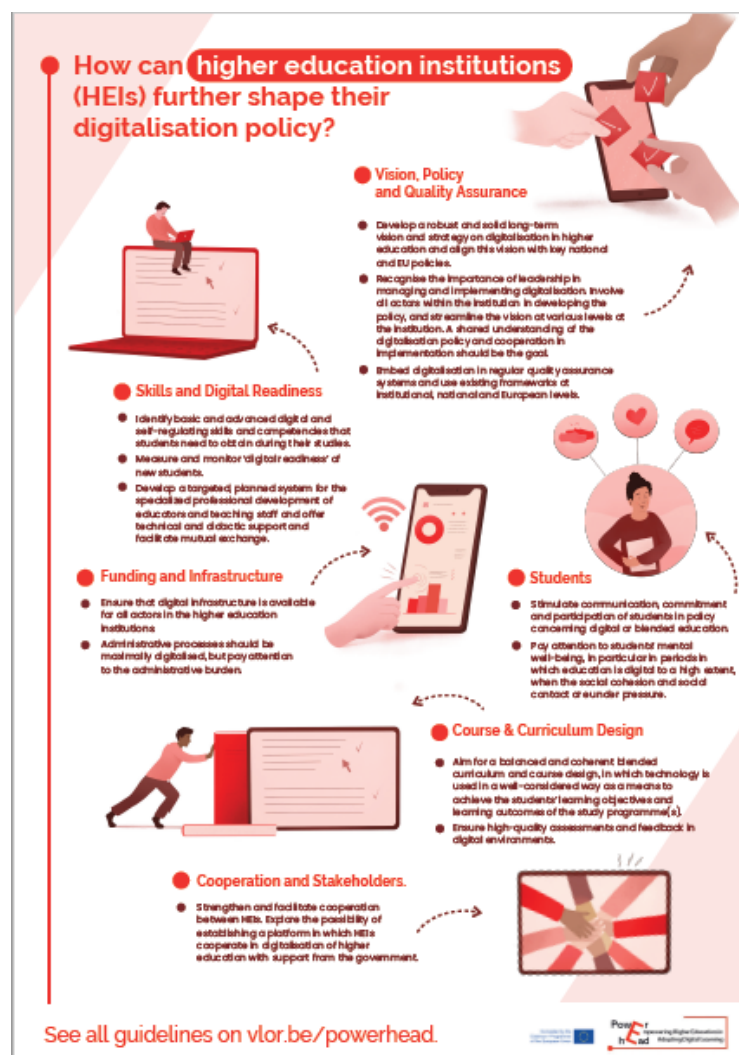 How can higher education institutions
(HEIs) further shape their
digitalisation policy?
Vision, Policy
and Quality Assurance
Develop a robust and solid long-term
vision and strategy on digitalisation in higher
education and align this vision with key national
and EU policies.
Recognise the importance of leadership in
managing and implementing digitalisation. Involve
all actors within the institution in developing the
policy, and streamline the vision at various levels at
the institution. A shared understanding of the
digitalisation policy and cooperation in
implementation should be the goal.
Embed digitalisation in regular quality assurance
systems and use existing frameworks at
institutional, national and European levels.
Skills and Digital Readiness
Identify basic and advanced digital and
self-regulating skills and competencies that
students need to obtain during their studies.
Measure and monitor 'digital readiness' of
new students.
Develop a targeted, planned system for the
specialized professional development of
educators and teaching staff and offer
technical and didactic support and
facilitate mutual exchange.
Funding and Infrastructure
Ensure that digital infrastructure is available
for all actors in the higher education
institutions.
Administrative processes should be
maximally digitalised, but pay attention
to the administrative burden.
Students
Stimulate communication, commitment
and participation of students in policy
concerning digital or blended education.
Pay attention to students' mental
well-being, in particular in periods in
which education is digital to a high extent,
when the social cohesion and social
contact are under pressure.
Course & Curriculum Design
Aim for a balanced and coherent blended
curriculum and course design, in which technology is
used in a well-considered way as a means to
achieve the students' learning objectives and
learning outcomes of the study programme(s).
Ensure high-quality assessments and feedback in
digital environments.
Cooperation and Stakeholders.
Strengthen and facilitate cooperation
between HEIs. Explore the possibility of
establishing a platform in which HEIs
cooperate in digitalisation of higher
education with support from the government.
See all guidelines on vlor.be/powerhead.
PowEr
hEad
Empowering Higher Education in
Adopting Digital Learning